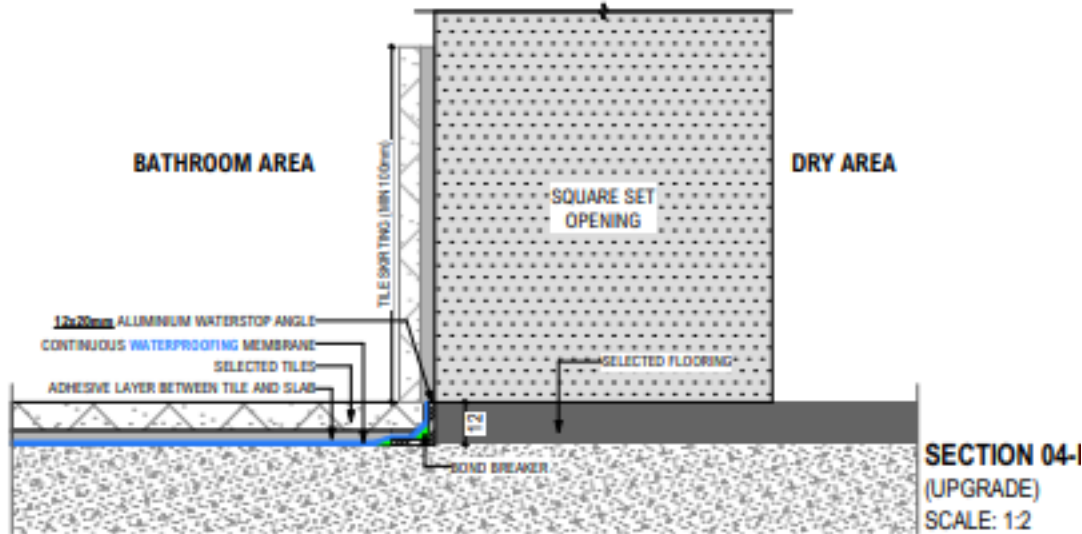 BATHROOM AREA
DRY AREA
SQUARE SET
OPENING
TILE SKIRTING (MIN 100mm)
12x20mm ALUMINIUM WATERSTOP ANGLE
CONTINUOUS WATERPROOFING MEMBRANE
SELECTED TILES
ADHESIVE LAYER BETWEEN TILE AND SLAB
SELECTED FLOORING
12
BOND BREAKER
SECTION 04-
(UPGRADE)
SCALE: 1:2